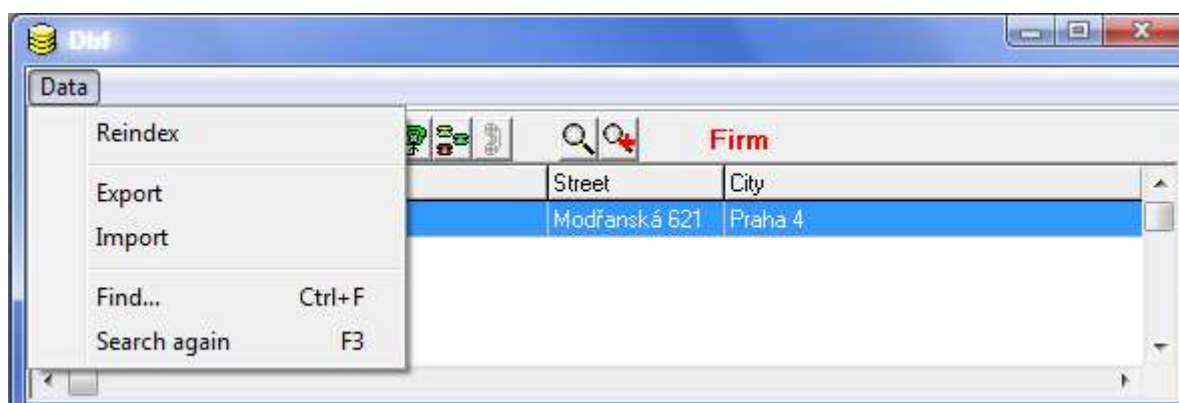 Dbf
Data
Reindex
Firm
Export
Street City
Import
Modřanská 621 Praha 4
Find... Ctrl+F
Search again F3